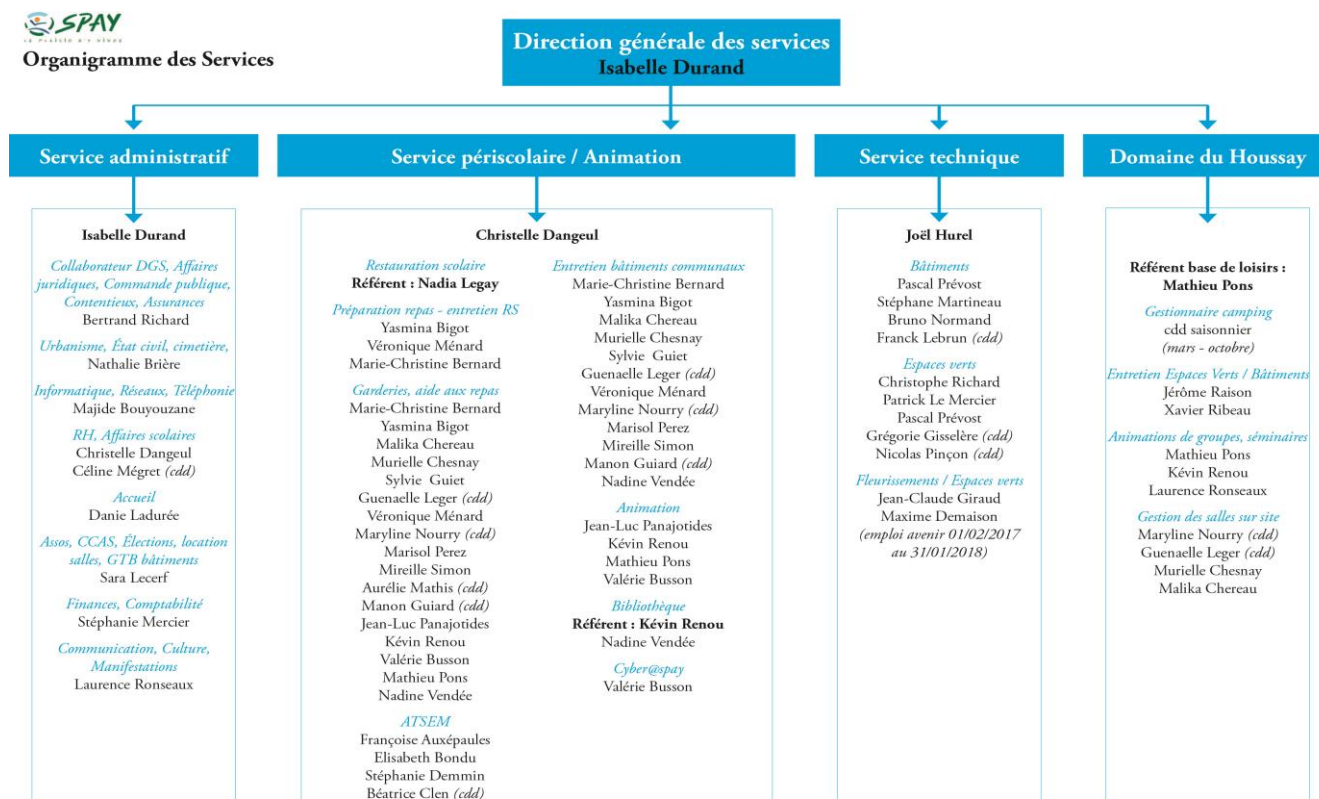 SPAY
Organigramme des Services
Direction générale des services
Isabelle Durand
Service administratif
Isabelle Durand
Collaborateur DGS, Affaires
juridiques, Commande publique,
Contentieux, Assurances
Bertrand Richard
Urbanisme, État civil, cimetière,
Nathalie Brière
Informatique, Réseaux, Téléphonie
Majide Bouyouzane
RH, Affaires scolaires
Christelle Dangeul
Céline Mégret (cdd)
Accueil
Danie Ladurée
Assos, CCAS, Élections, location
salles, GTB bâtiments
Sara Lecerf
Finances, Comptabilité
Stéphanie Mercier
Communication, Culture,
Manifestations
Laurence Ronseaux
Service périscolaire / Animation
Christelle Dangeul
Restauration scolaire
Référent : Nadia Legay
Préparation repas - entretien RS
Yasmina Bigot
Véronique Ménard
Marie-Christine Bernard
Garderies, aide aux repas
Marie-Christine Bernard
Yasmina Bigot
Malika Chereau
Murielle Chesnay
Sylvie Guiet
Guenaelle Leger (cdd)
Véronique Ménard
Maryline Nourry (cdd)
Marisol Perez
Mireille Simon
Aurélie Mathis (cdd)
Manon Guiard (cdd)
Jean-Luc Panajotides
Kévin Renou
Valérie Busson
Mathieu Pons
Nadine Vendée
ATSEM
Françoise Auxépaules
Elisabeth Bondu
Stéphanie Demmin
Béatrice Clen (cdd)
Entretien bâtiments communaux
Marie-Christine Bernard
Yasmina Bigot
Malika Chereau
Murielle Chesnay
Sylvie Guiet
Guenaelle Leger (cdd)
Véronique Ménard
Maryline Nourry (cdd)
Marisol Perez
Mireille Simon
Manon Guiard (cdd)
Nadine Vendée
Animation
Jean-Luc Panajotides
Kévin Renou
Mathieu Pons
Valérie Busson
Bibliothèque
Référent : Kévin Renou
Nadine Vendée
Cyber@spay
Valérie Busson
Service technique
Joël Hurel
Bâtiments
Pascal Prévost
Stéphane Martineau
Bruno Normand
Franck Lebrun (cdd)
Espaces verts
Christophe Richard
Patrick Le Mercier
Pascal Prévost
Grégorie Gisselère (cdd)
Nicolas Pinçon (cdd)
Fleurissements / Espaces verts
Jean-Claude Giraud
Maxime Demaison
(emploi avenir 01/02/2017
au 31/01/2018)
Domaine du Houssay
Référent base de loisirs :
Mathieu Pons
Gestionnaire camping
cdd saisonnier
(mars - octobre)
Entretien Espaces Verts / Bâtiments
Jérôme Raison
Xavier Ribeau
Animations de groupes, séminaires
Mathieu Pons
Kévin Renou
Laurence Ronseaux
Gestion des salles sur site
Maryline Nourry (cdd)
Guenaelle Leger (cdd)
Murielle Chesnay
Malika Chereau